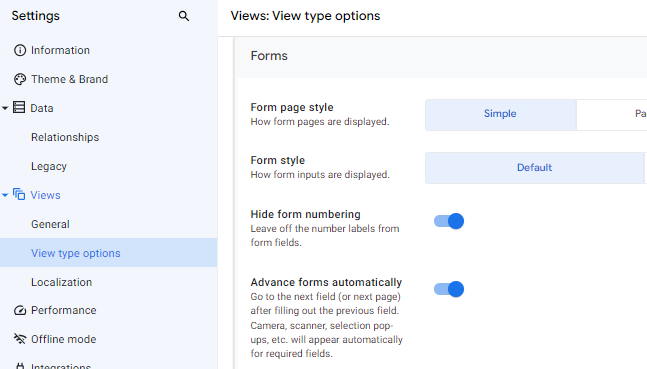 Settings
Information
Theme & Brand
Data
Relationships
Legacy
Views
General
View type options
Localization
Performance
Offline mode
Integrations
Views: View type options
Forms
Form page style
How form pages are displayed.
Simple
Pa
Form style
How form inputs are displayed.
Default
Hide form numbering
Leave off the number labels from
form fields.
Advance forms automatically
Go to the next field (or next page)
after filling out the previous field.
Camera, scanner, selection pop-
ups, etc. will appear automatically
for required fields.